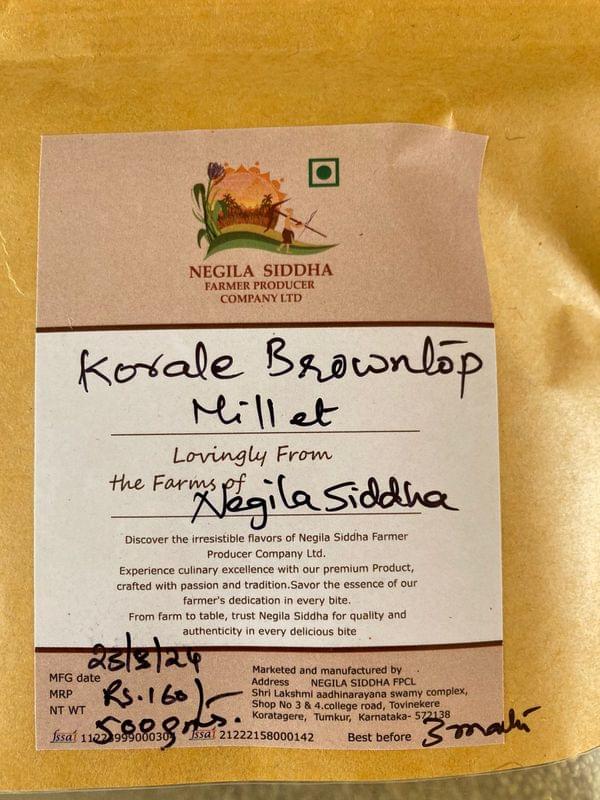 NEGILA SIDDHA
FARMER PRODUCER
COMPANY LTD
Korale Browntop
Millet
Lovingly From
the Farms of Negila Siddha
Discover the irresistible flavors of Negila Siddha Farmer
Producer Company Ltd.
Experience culinary excellence with our premium Product,
crafted with passion and tradition.Savor the essence of our
farmer's dedication in every bite.
From farm to table, trust Negila Siddha for quality and
authenticity in every delicious bite
MFG date
MRP Rs.160/-
NT WT 500gms.
fssai
fssai 21222158000142
Marketed and manufactured by
Address NEGILA SIDDHA FPCL
Shri Lakshmi aadhinarayana swamy complex,
Shop No 3 & 4.college road, Tovinekere
Koratagere, Tumkur, Karnataka- 572138
Best before 3